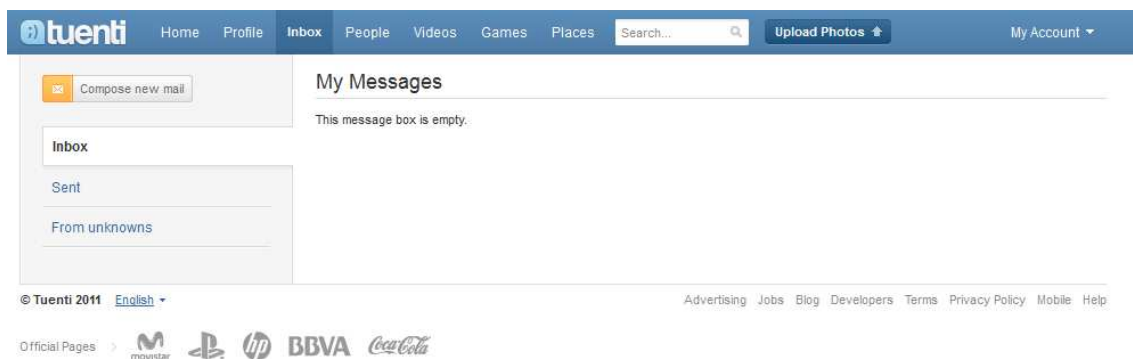 tuenti Home Profile Inbox People Videos Games Places Search... Upload Photos My Account
Compose new mail
Inbox
Sent
From unknowns
My Messages
This message box is empty.
© Tuenti 2011 English Advertising Jobs Blog Developers Terms Privacy Policy Mobile Help
Official Pages movistar hp BBVA Coca-Cola